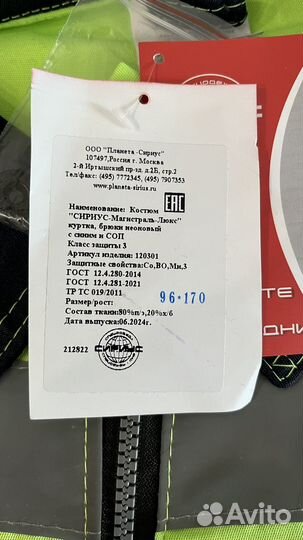 ООО "Планета -Сириус"
107497,Россия г. Москва
2-й Иртышский пр-зд д.2Б, стр.2
Тел/факс: (495) 7772345, (495) 7907353
www.planeta-sirius.ru
EAC
Наименование: Костюм
"СИРИУС-Магистраль-Люкс"
куртка, брюки неоновый
с синим и СОП
Класс защиты 3
Артикул изделия: 120301
Защитные свойства:Со,ВО,Ми,З
ГОСТ 12.4.280-2014
ГОСТ 12.4.281-2021
ТР ТС 019/2011
Размер/рост: 96*170
Состав ткани:80%п/э,20%х/б
Дата выпуска:06.2024г.
212822
СИРИУС
Avito